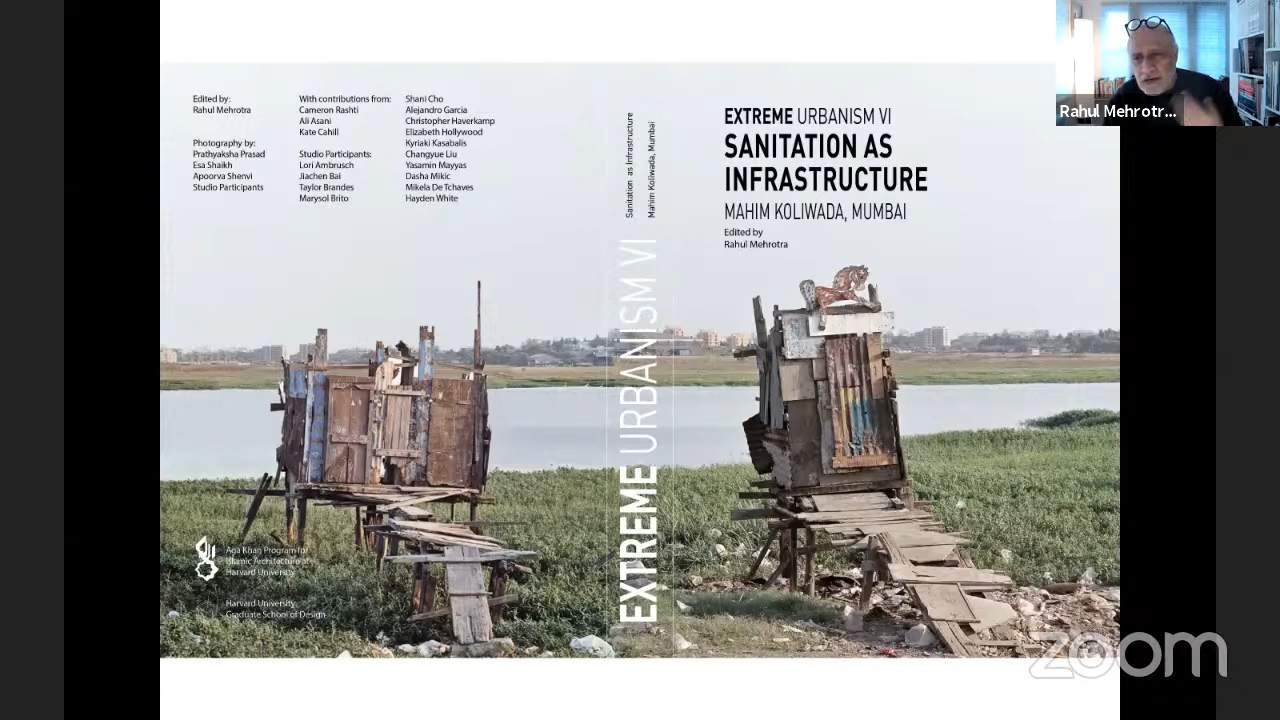 Edited by:
Rahul Mehrotra
Photography by:
Prathyaksha Prasad
Esa Shaikh
Apoorva Shenvi
Studio Participants
With contributions from:
Cameron Rashti
Ali Asani
Kate Cahill
Studio Participants:
Lori Ambrusch
Jiachen Bai
Taylor Brandes
Marysol Brito
Shani Cho
Alejandro Garcia
Christopher Haverkamp
Elizabeth Hollywood
Kyriaki Kasabalis
Changyue Liu
Yasamin Mayyas
Dasha Mikic
Mikela De Tchaves
Hayden White
Aga Khan Program for
Islamic Architecture at
Harvard University
Harvard University
Graduate School of Design
EXTREME URBANISM VI
Sanitation as Infrastructure
Mahim Koliwada, Mumbai
EXTREME URBANISM VI
SANITATION AS
INFRASTRUCTURE
MAHIM KOLIWADA, MUMBAI
Edited by
Rahul Mehrotra
Rahul Mehrotr...
zoom